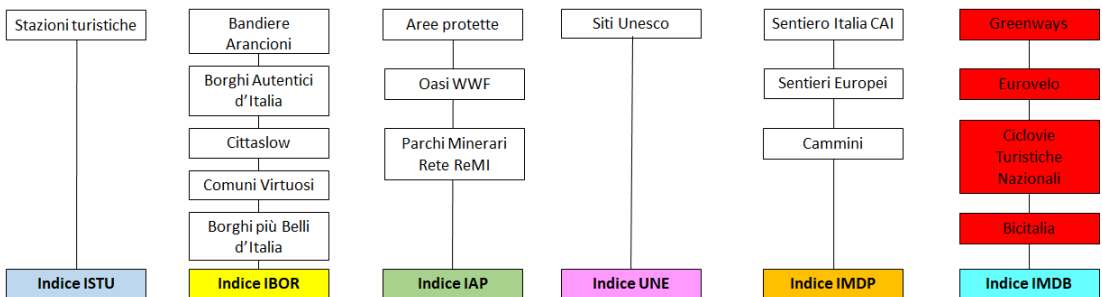 Stazioni turistiche
Indice ISTU
Bandiere
Arancioni
Borghi Autentici
d'Italia
Cittaslow
Comuni Virtuosi
Borghi più Belli
d'Italia
Indice IBOR
Aree protette
Oasi WWF
Parchi Minerari
Rete ReMI
Indice IAP
Siti Unesco
Indice UNE
Sentiero Italia CAI
Sentieri Europei
Cammini
Indice IMDP
Greenways
Eurovelo
Ciclovie
Turistiche
Nazionali
Bicitalia
Indice IMDB